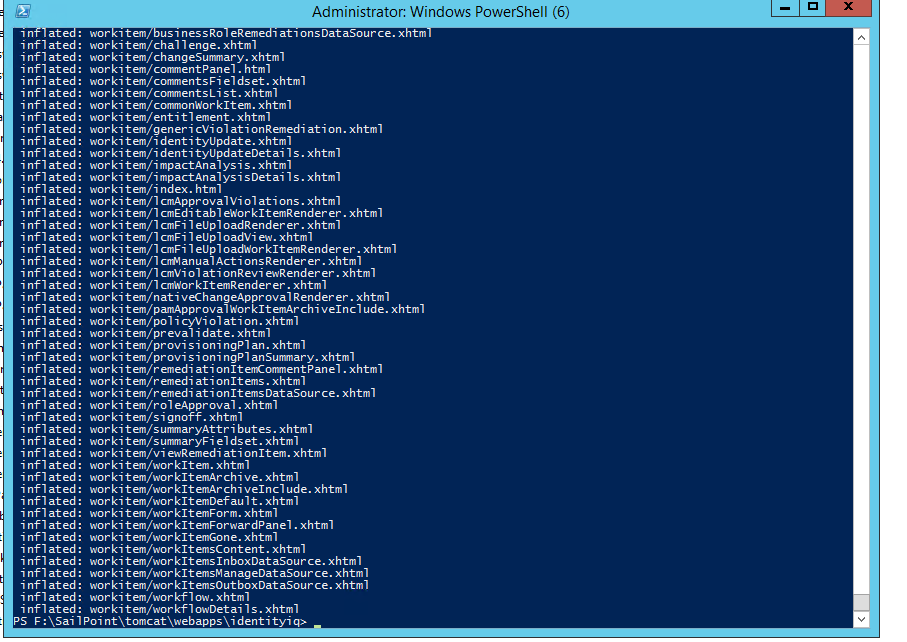 Administrator: Windows PowerShell (6)
inflated: workitem/businessRoleRemediationsDataSource.xhtml
inflated: workitem/challenge.xhtml
inflated: workitem/changeSummary.xhtml
inflated: workitem/commentPanel.html
inflated: workitem/commentsFieldset.xhtml
inflated: workitem/commentsList.xhtml
inflated: workitem/commonWorkItem.xhtml
inflated: workitem/entitlement.xhtml
inflated: workitem/genericViolationRemediation.xhtml
inflated: workitem/identityUpdate.xhtml
inflated: workitem/identityUpdateDetails.xhtml
inflated: workitem/impactAnalysis.xhtml
inflated: workitem/impactAnalysisDetails.xhtml
inflated: workitem/index.html
inflated: workitem/lcmApprovalViolations.xhtml
inflated: workitem/lcmEditableWorkItemRenderer.xhtml
inflated: workitem/lcmFileUploadRenderer.xhtml
inflated: workitem/lcmFileUploadView.xhtml
inflated: workitem/lcmFileUploadWorkItemRenderer.xhtml
inflated: workitem/lcmManualActionsRenderer.xhtml
inflated: workitem/lcmViolationReviewRenderer.xhtml
inflated: workitem/lcmWorkItemRenderer.xhtml
inflated: workitem/nativeChangeApprovalRenderer.xhtml
inflated: workitem/pamApprovalWorkItemArchiveInclude.xhtml
inflated: workitem/policyViolation.xhtml
inflated: workitem/prevalidate.xhtml
inflated: workitem/provisioningPlan.xhtml
inflated: workitem/provisioningPlanSummary.xhtml
inflated: workitem/remediationItemCommentPanel.xhtml
inflated: workitem/remediationItems.xhtml
inflated: workitem/remediationItemsDataSource.xhtml
inflated: workitem/roleApproval.xhtml
inflated: workitem/signoff.xhtml
inflated: workitem/summaryAttributes.xhtml
inflated: workitem/summaryFieldset.xhtml
inflated: workitem/viewRemediationItem.xhtml
inflated: workitem/workItem.xhtml
inflated: workitem/workItemArchive.xhtml
inflated: workitem/workItemArchiveInclude.xhtml
inflated: workitem/workItemDefault.xhtml
inflated: workitem/workItemForm.xhtml
inflated: workitem/workItemForwardPanel.xhtml
inflated: workitem/workItemGone.xhtml
inflated: workitem/workItemsContent.xhtml
inflated: workitem/workItemsInboxDataSource.xhtml
inflated: workitem/workItemsManageDataSource.xhtml
inflated: workitem/workItemsOutboxDataSource.xhtml
inflated: workitem/workflow.xhtml
inflated: workitem/workflowDetails.xhtml
PS F:\SailPoint\tomcat\webapps\identityiq> _